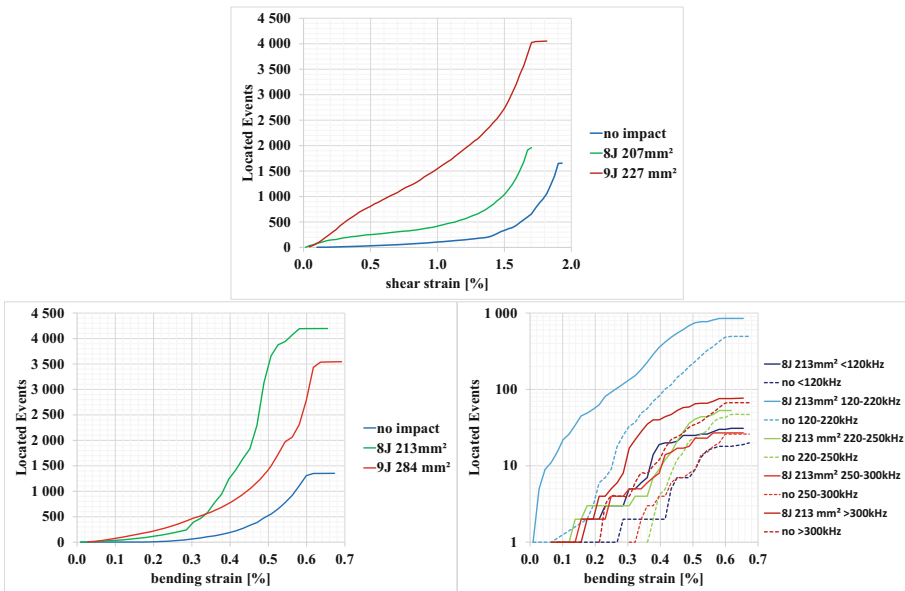 4 500
4 000
3 500
3 000
2 500
2 000
1 500
1 000
500
0
Located Events
0.0 0.5 1.0 1.5 2.0
shear strain [%]
no impact
8J 207mm²
9J 227 mm²
4 500
4 000
3 500
3 000
2 500
2 000
1 500
1 000
500
0
Located Events
0.0 0.1 0.2 0.3 0.4 0.5 0.6 0.7
bending strain [%]
no impact
8J 213mm²
9J 284 mm²
1 000
100
10
1
Located Events
0.0 0.1 0.2 0.3 0.4 0.5 0.6 0.7
bending strain [%]
8J 213mm² <120kHz
no <120kHz
8J 213mm² 120-220kHz
no 120-220kHz
8J 213 mm² 220-250kHz
no 220-250kHz
8J 213mm² 250-300kHz
no 250-300kHz
8J 213 mm² >300kHz
no >300kHz